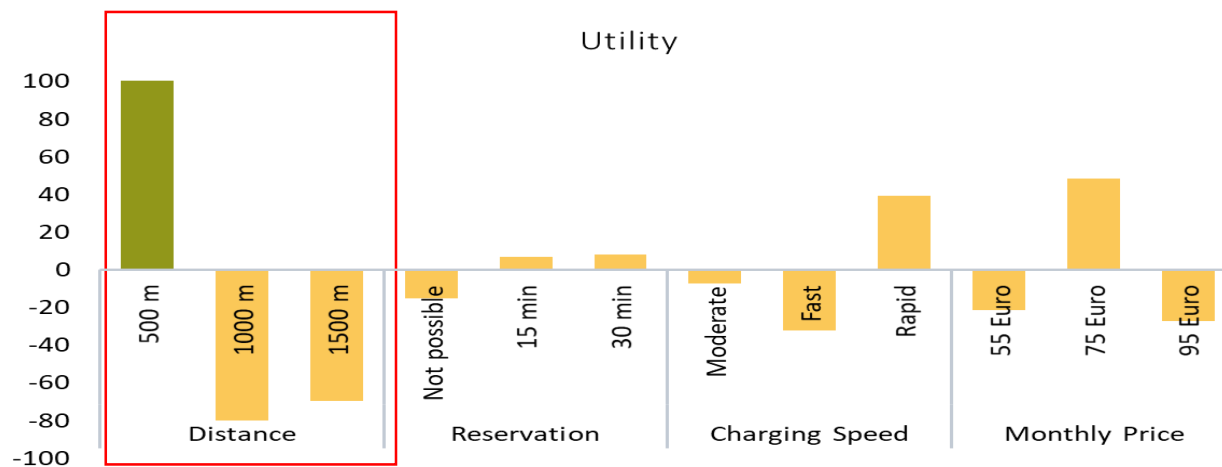 Utility
100
80
60
40
20
0
-20
-40
-60
-80
-100
500 m
1000 m
1500 m
Not possible
15 min
30 min
Moderate
Fast
Rapid
55 Euro
75 Euro
95 Euro
Distance
Reservation
Charging Speed
Monthly Price